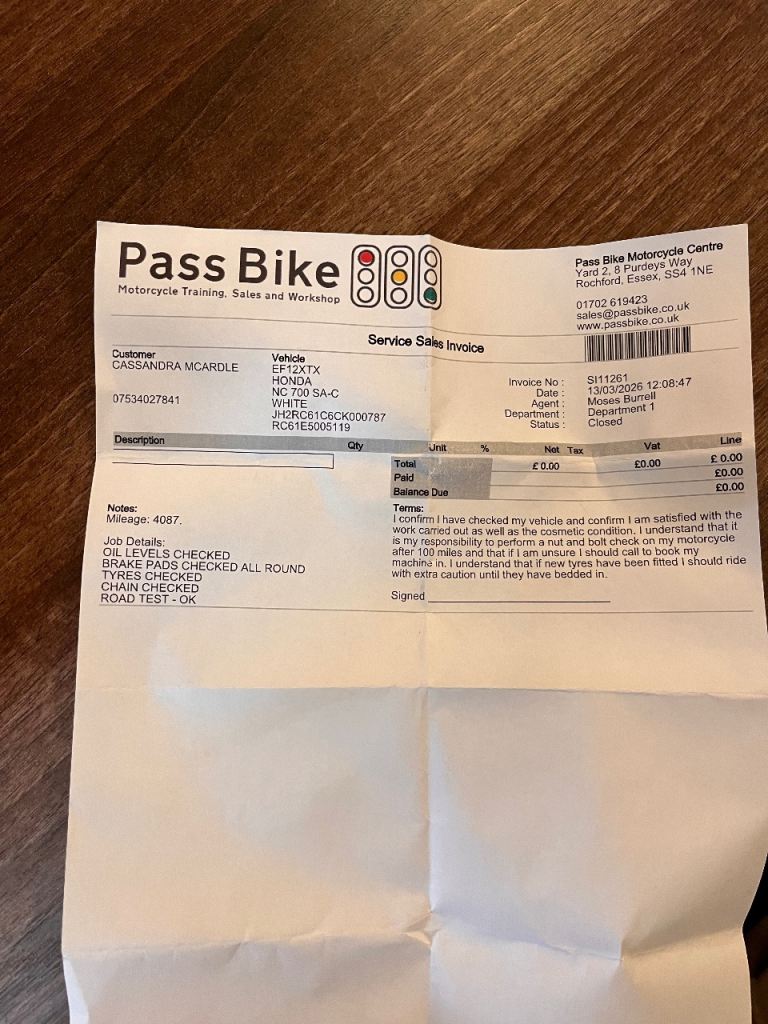 Pass Bike
Motorcycle Training, Sales and Workshop
Pass Bike Motorcycle Centre
Yard 2, 8 Purdeys Way
Rochford, Essex, SS4 1NE
01702 619423
sales@passbike.co.uk
www.passbike.co.uk
Service Sales Invoice
Customer
CASSANDRA MCARDLE
07534027841
Vehicle
EF12XTX
HONDA
NC 700 SA-C
WHITE
JH2RC61C6CK000787
RC61E5005119
Invoice No : SI11261
Date : 13/03/2026 12:08:47
Agent : Moses Burrell
Department : Department 1
Status : Closed
Description Qty Unit % Net Tax Vat Line
Total £ 0.00 £0.00 £ 0.00
Paid £0.00
Balance Due £0.00
Notes:
Mileage: 4087.
Job Details:
OIL LEVELS CHECKED
BRAKE PADS CHECKED ALL ROUND
TYRES CHECKED
CHAIN CHECKED
ROAD TEST - OK
Terms:
I confirm I have checked my vehicle and confirm I am satisfied with the
work carried out as well as the cosmetic condition. I understand that it
is my responsibility to perform a nut and bolt check on my motorcycle
after 100 miles and that if I am unsure I should call to book my
machine in. I understand that if new tyres have been fitted I should ride
with extra caution until they have bedded in.
Signed